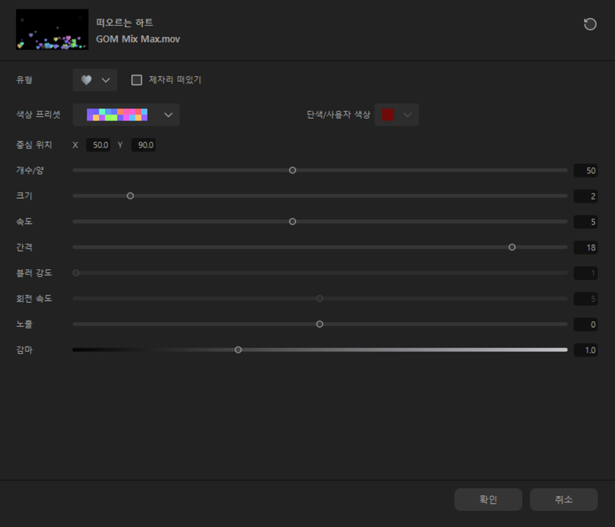 떠오르는 하트
GOM Mix Max.mov
유형 제자리 떠있기
색상 프리셋 단색/사용자 색상
중심 위치 X 50.0 Y 90.0
개수/양 50
크기 2
속도 5
간격 18
블러 강도 1
회전 속도 5
노출 0
감마 1.0
확인 취소